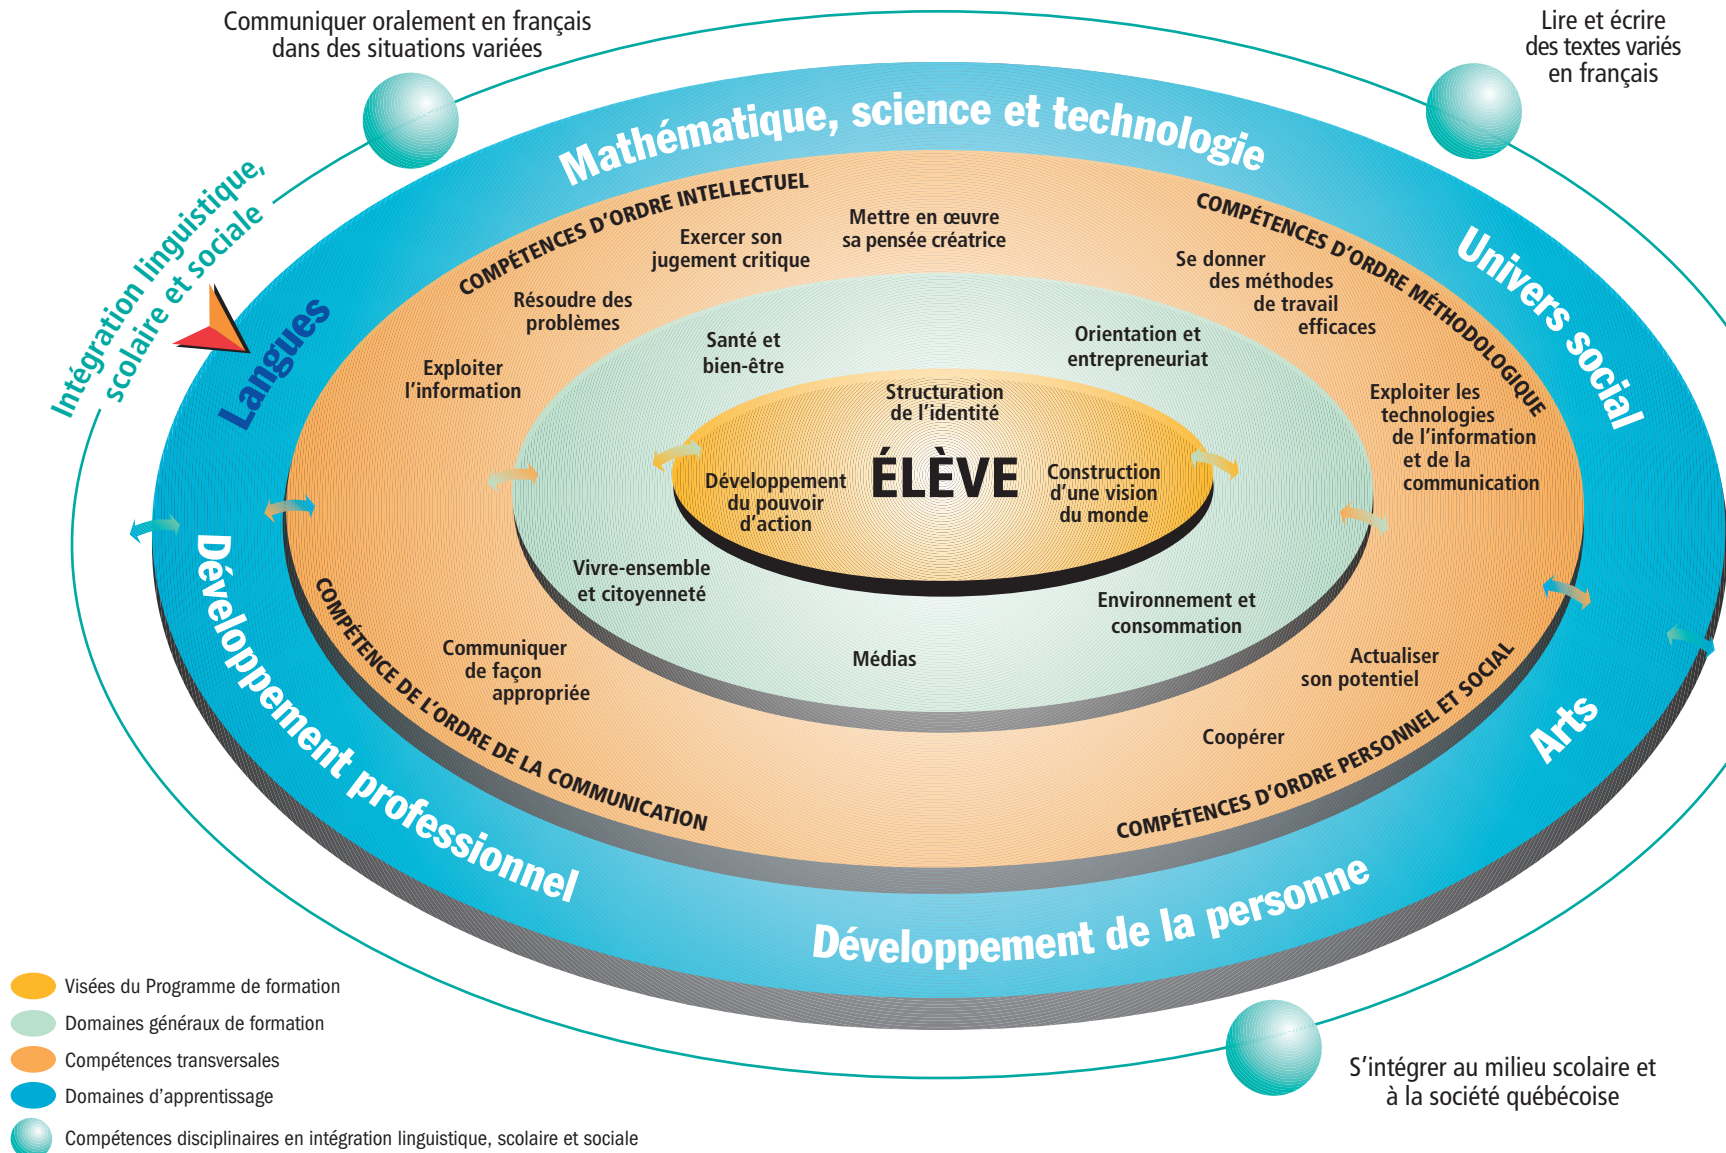 Communiquer oralement en français
dans des situations variées
Lire et écrire
des textes variés
en français
Intégration linguistique,
scolaire et sociale
Mathématique, science et technologie
Univers social
Langues
Arts
Développement professionnel
Développement de la personne
COMPÉTENCES D’ORDRE INTELLECTUEL
Mettre en œuvre
sa pensée créatrice
Exercer son
jugement critique
Résoudre des
problèmes
Exploiter
l’information
COMPÉTENCES D’ORDRE MÉTHODOLOGIQUE
Se donner
des méthodes
de travail
efficaces
Exploiter les
technologies
de l’information
et de la
communication
Santé et
bien-être
Orientation et
entrepreneuriat
Structuration
de l’identité
ÉLÈVE
Développement
du pouvoir
d’action
Construction
d’une vision
du monde
Vivre-ensemble
et citoyenneté
Environnement et
consommation
Médias
Communiquer
de façon
appropriée
COMPÉTENCE DE L’ORDRE DE LA COMMUNICATION
Actualiser
son potentiel
Coopérer
COMPÉTENCES D’ORDRE PERSONNEL ET SOCIAL
Visées du Programme de formation
Domaines généraux de formation
Compétences transversales
Domaines d’apprentissage
Compétences disciplinaires en intégration linguistique, scolaire et sociale
S’intégrer au milieu scolaire et
à la société québécoise